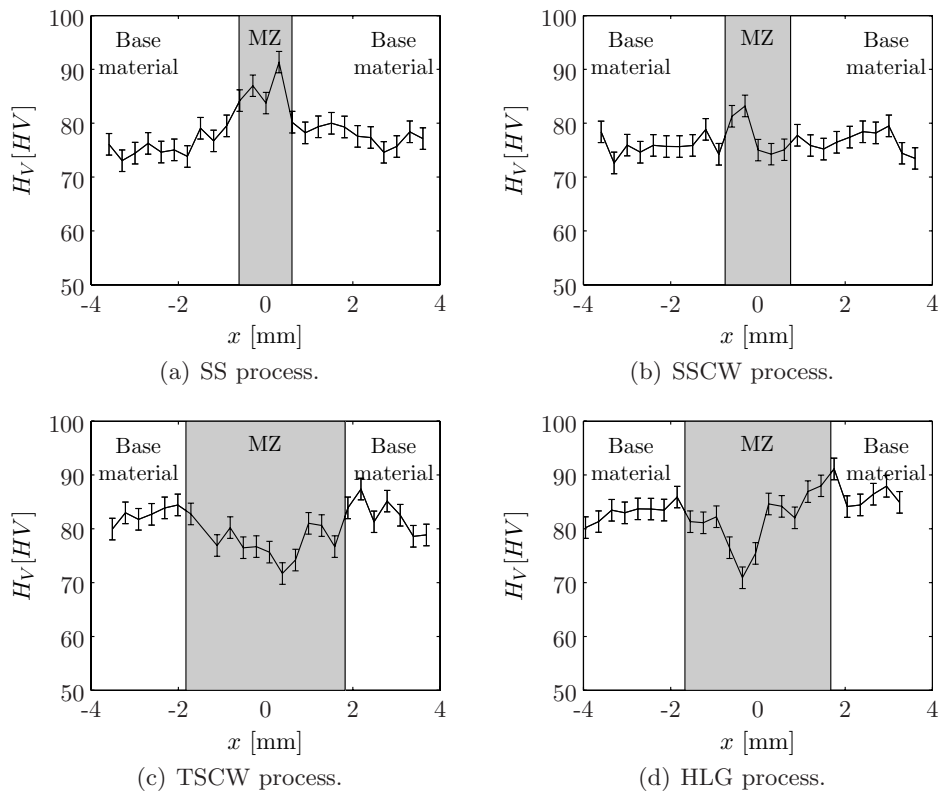 100
90
80
70
60
50
H_V [HV]
Base material
MZ
Base material
-4 -2 0 2 4
x [mm]
(a) SS process.
100
90
80
70
60
50
H_V [HV]
Base material
MZ
Base material
-4 -2 0 2 4
x [mm]
(b) SSCW process.
100
90
80
70
60
50
H_V [HV]
Base material
MZ
Base material
-4 -2 0 2 4
x [mm]
(c) TSCW process.
100
90
80
70
60
50
H_V [HV]
Base material
MZ
Base material
-4 -2 0 2 4
x [mm]
(d) HLG process.